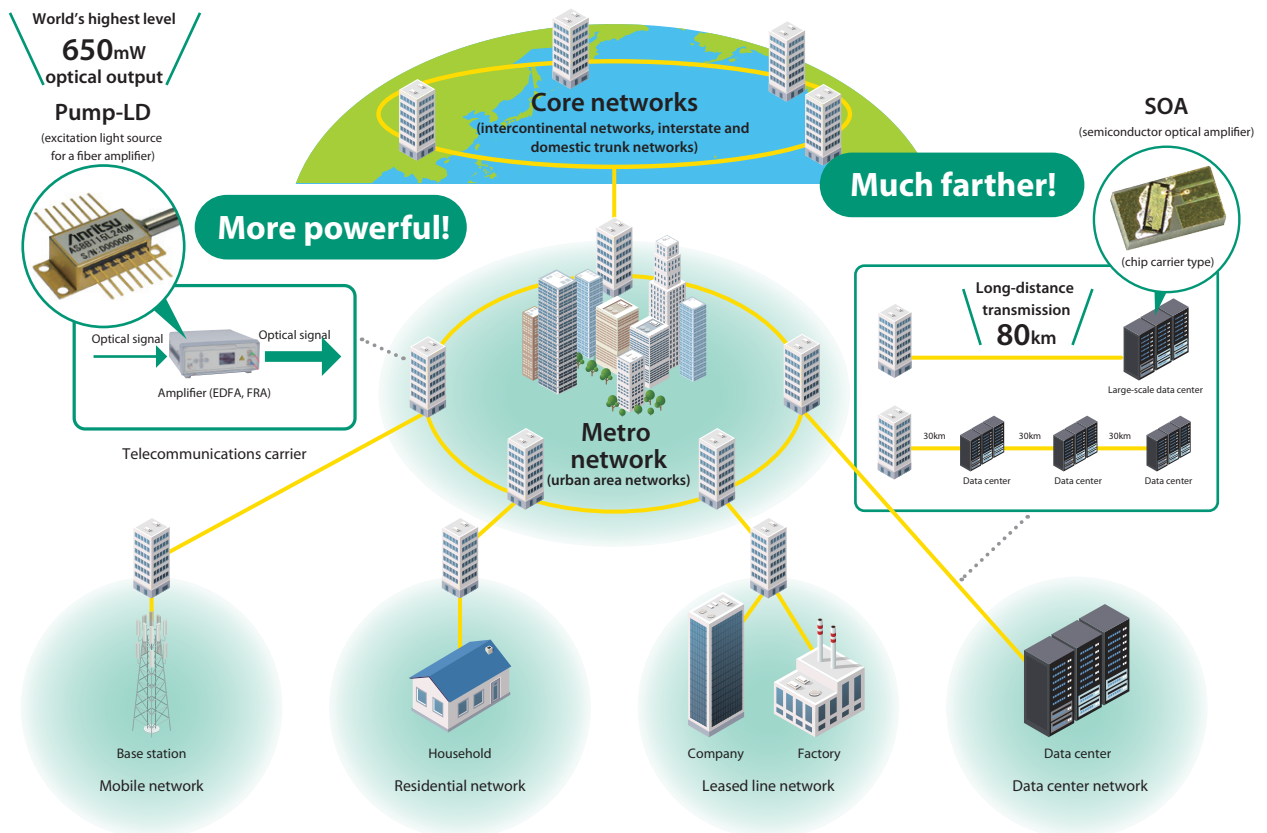 World's highest level
650mW
optical output
Pump-LD
(excitation light source
for a fiber amplifier)
Anritsu
AS8B115L240N
S/N D000000
More powerful!
Core networks
(intercontinental networks, interstate and
domestic trunk networks)
Much farther!
SOA
(semiconductor optical amplifier)
(chip carrier type)
Optical signal
Optical signal
Amplifier (EDFA, FRA)
Telecommunications carrier
Long-distance
transmission
80km
Large-scale data center
30km
30km
30km
Data center
Data center
Data center
Metro
network
(urban area networks)
Base station
Mobile network
Household
Residential network
Company
Factory
Leased line network
Data center
Data center network